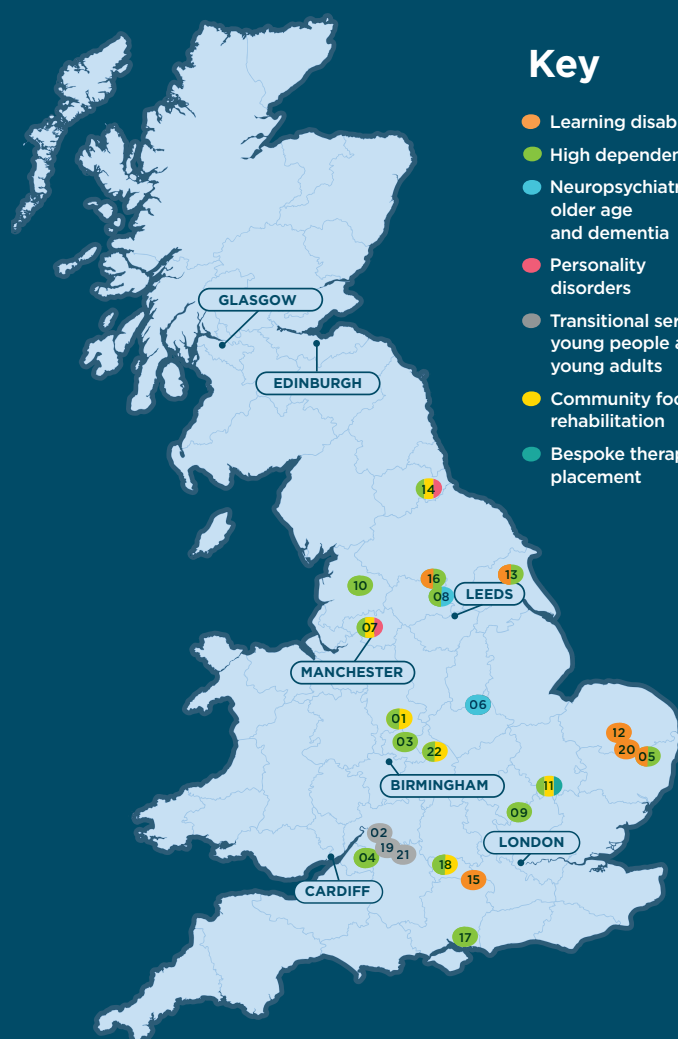 Key
Learning disab
High depender
Neuropsychiatr
older age
and dementia
Personality
disorders
Transitional ser
young people a
young adults
Community foc
rehabilitation
Bespoke therap
placement
GLASGOW
EDINBURGH
14
16
13
10
08
LEEDS
07
MANCHESTER
06
01
12
03
20
22
05
BIRMINGHAM
11
09
02
LONDON
19
21
04
18
15
CARDIFF
17